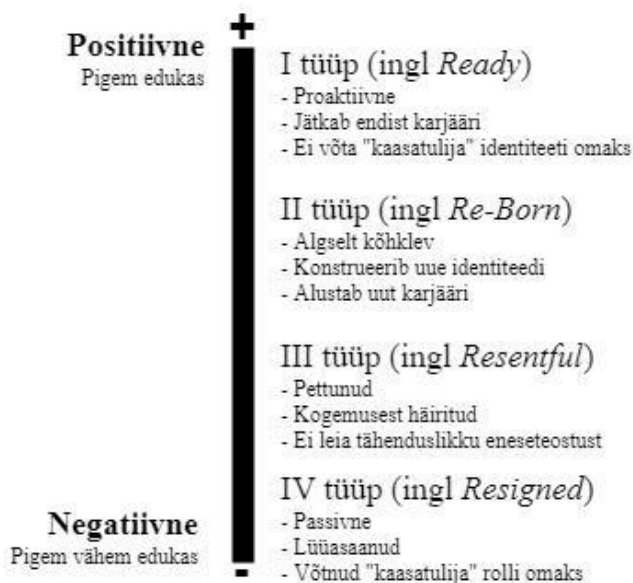 +
Positiivne
Pigem edukas
I tüüp (ingl Ready)
- Proaktiivne
- Jätkab endist karjääri
- Ei võta "kaasatulija" identiteeti omaks
II tüüp (ingl Re-Born)
- Algselt kõhklev
- Konstrueerib uue identiteedi
- Alustab uut karjääri
III tüüp (ingl Resentful)
- Pettunud
- Kogemusest häiritud
- Ei leia tähenduslikku eneseteostust
IV tüüp (ingl Resigned)
- Passivne
- Lüüasaanud
- Võtnud "kaasatulija" rolli omaks
Negatiivne
Pigem vähem edukas
-